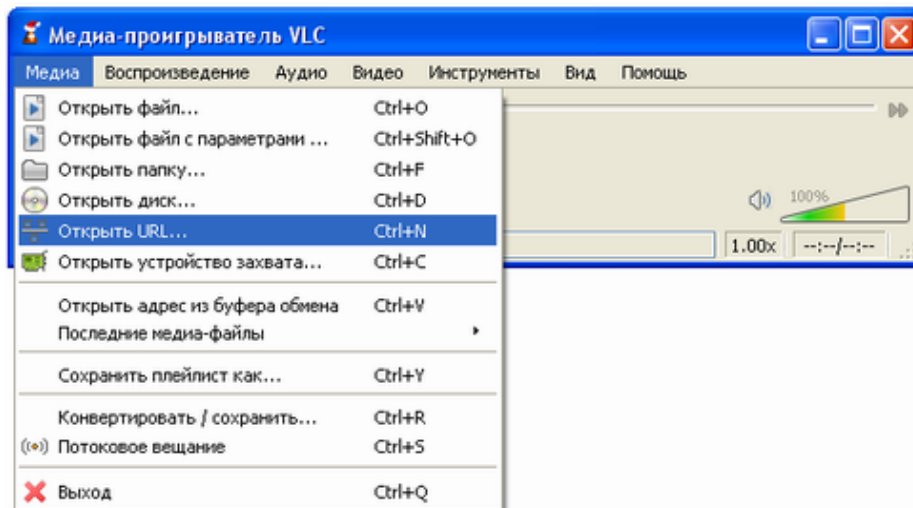 Медиа-проигрыватель VLC
Медиа Воспроизведение Аудио Видео Инструменты Вид Помощь
Открыть файл... Ctrl+O
Открыть файл с параметрами ... Ctrl+Shift+O
Открыть папку... Ctrl+F
Открыть диск... Ctrl+D
100%
Открыть URL... Ctrl+N
1.00x --:--/--:--
Открыть устройство захвата... Ctrl+C
Открыть адрес из буфера обмена Ctrl+V
Последние медиа-файлы
Сохранить плейлист как... Ctrl+Y
Конвертировать / сохранить... Ctrl+R
Потоковое вещание Ctrl+S
Выход Ctrl+Q